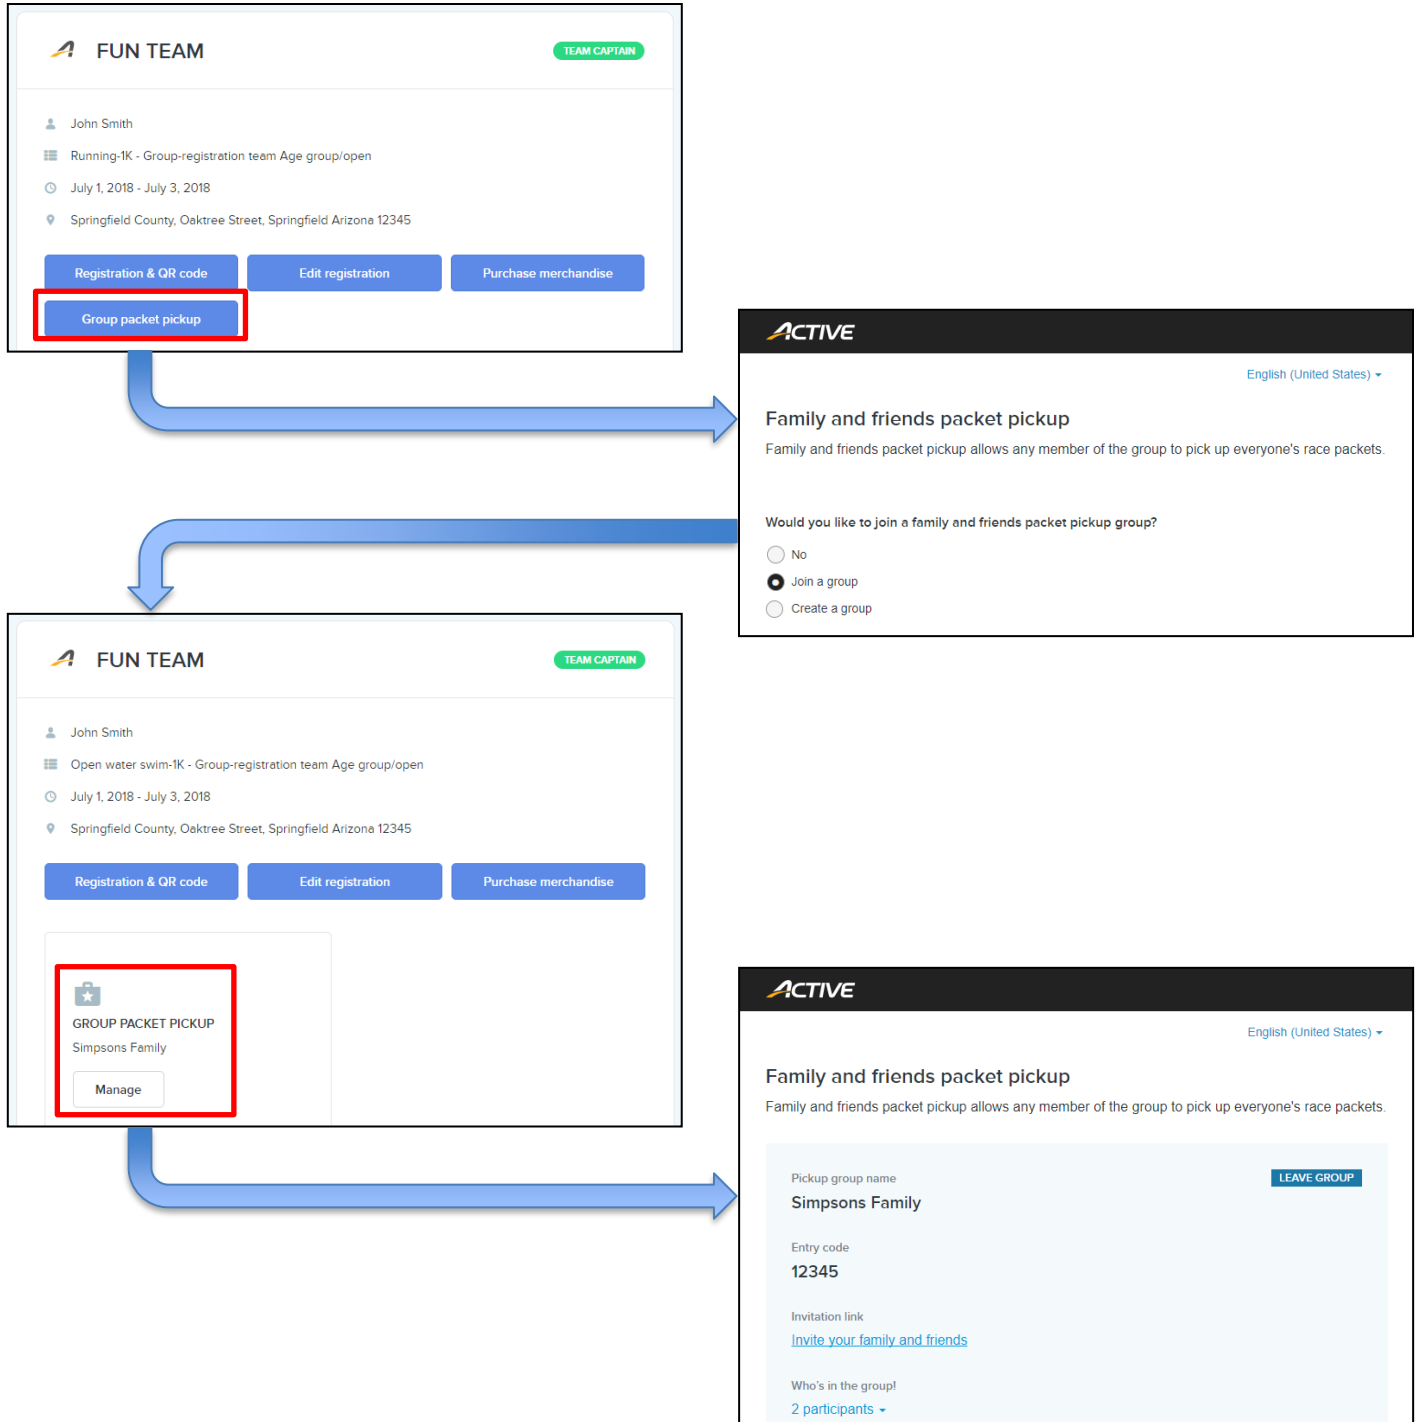 FUN TEAM
TEAM CAPTAIN
John Smith
Running-1K - Group-registration team Age group/open
July 1, 2018 - July 3, 2018
Springfield County, Oaktree Street, Springfield Arizona 12345
Registration & QR code
Edit registration
Purchase merchandise
Group packet pickup
ACTIVE
English (United States)
Family and friends packet pickup
Family and friends packet pickup allows any member of the group to pick up everyone's race packets.
Would you like to join a family and friends packet pickup group?
No
Join a group
Create a group
FUN TEAM
TEAM CAPTAIN
John Smith
Open water swim-1K - Group-registration team Age group/open
July 1, 2018 - July 3, 2018
Springfield County, Oaktree Street, Springfield Arizona 12345
Registration & QR code
Edit registration
Purchase merchandise
GROUP PACKET PICKUP
Simpsons Family
Manage
ACTIVE
English (United States)
Family and friends packet pickup
Family and friends packet pickup allows any member of the group to pick up everyone's race packets.
Pickup group name
LEAVE GROUP
Simpsons Family
Entry code
12345
Invitation link
Invite your family and friends
Who's in the group!
2 participants